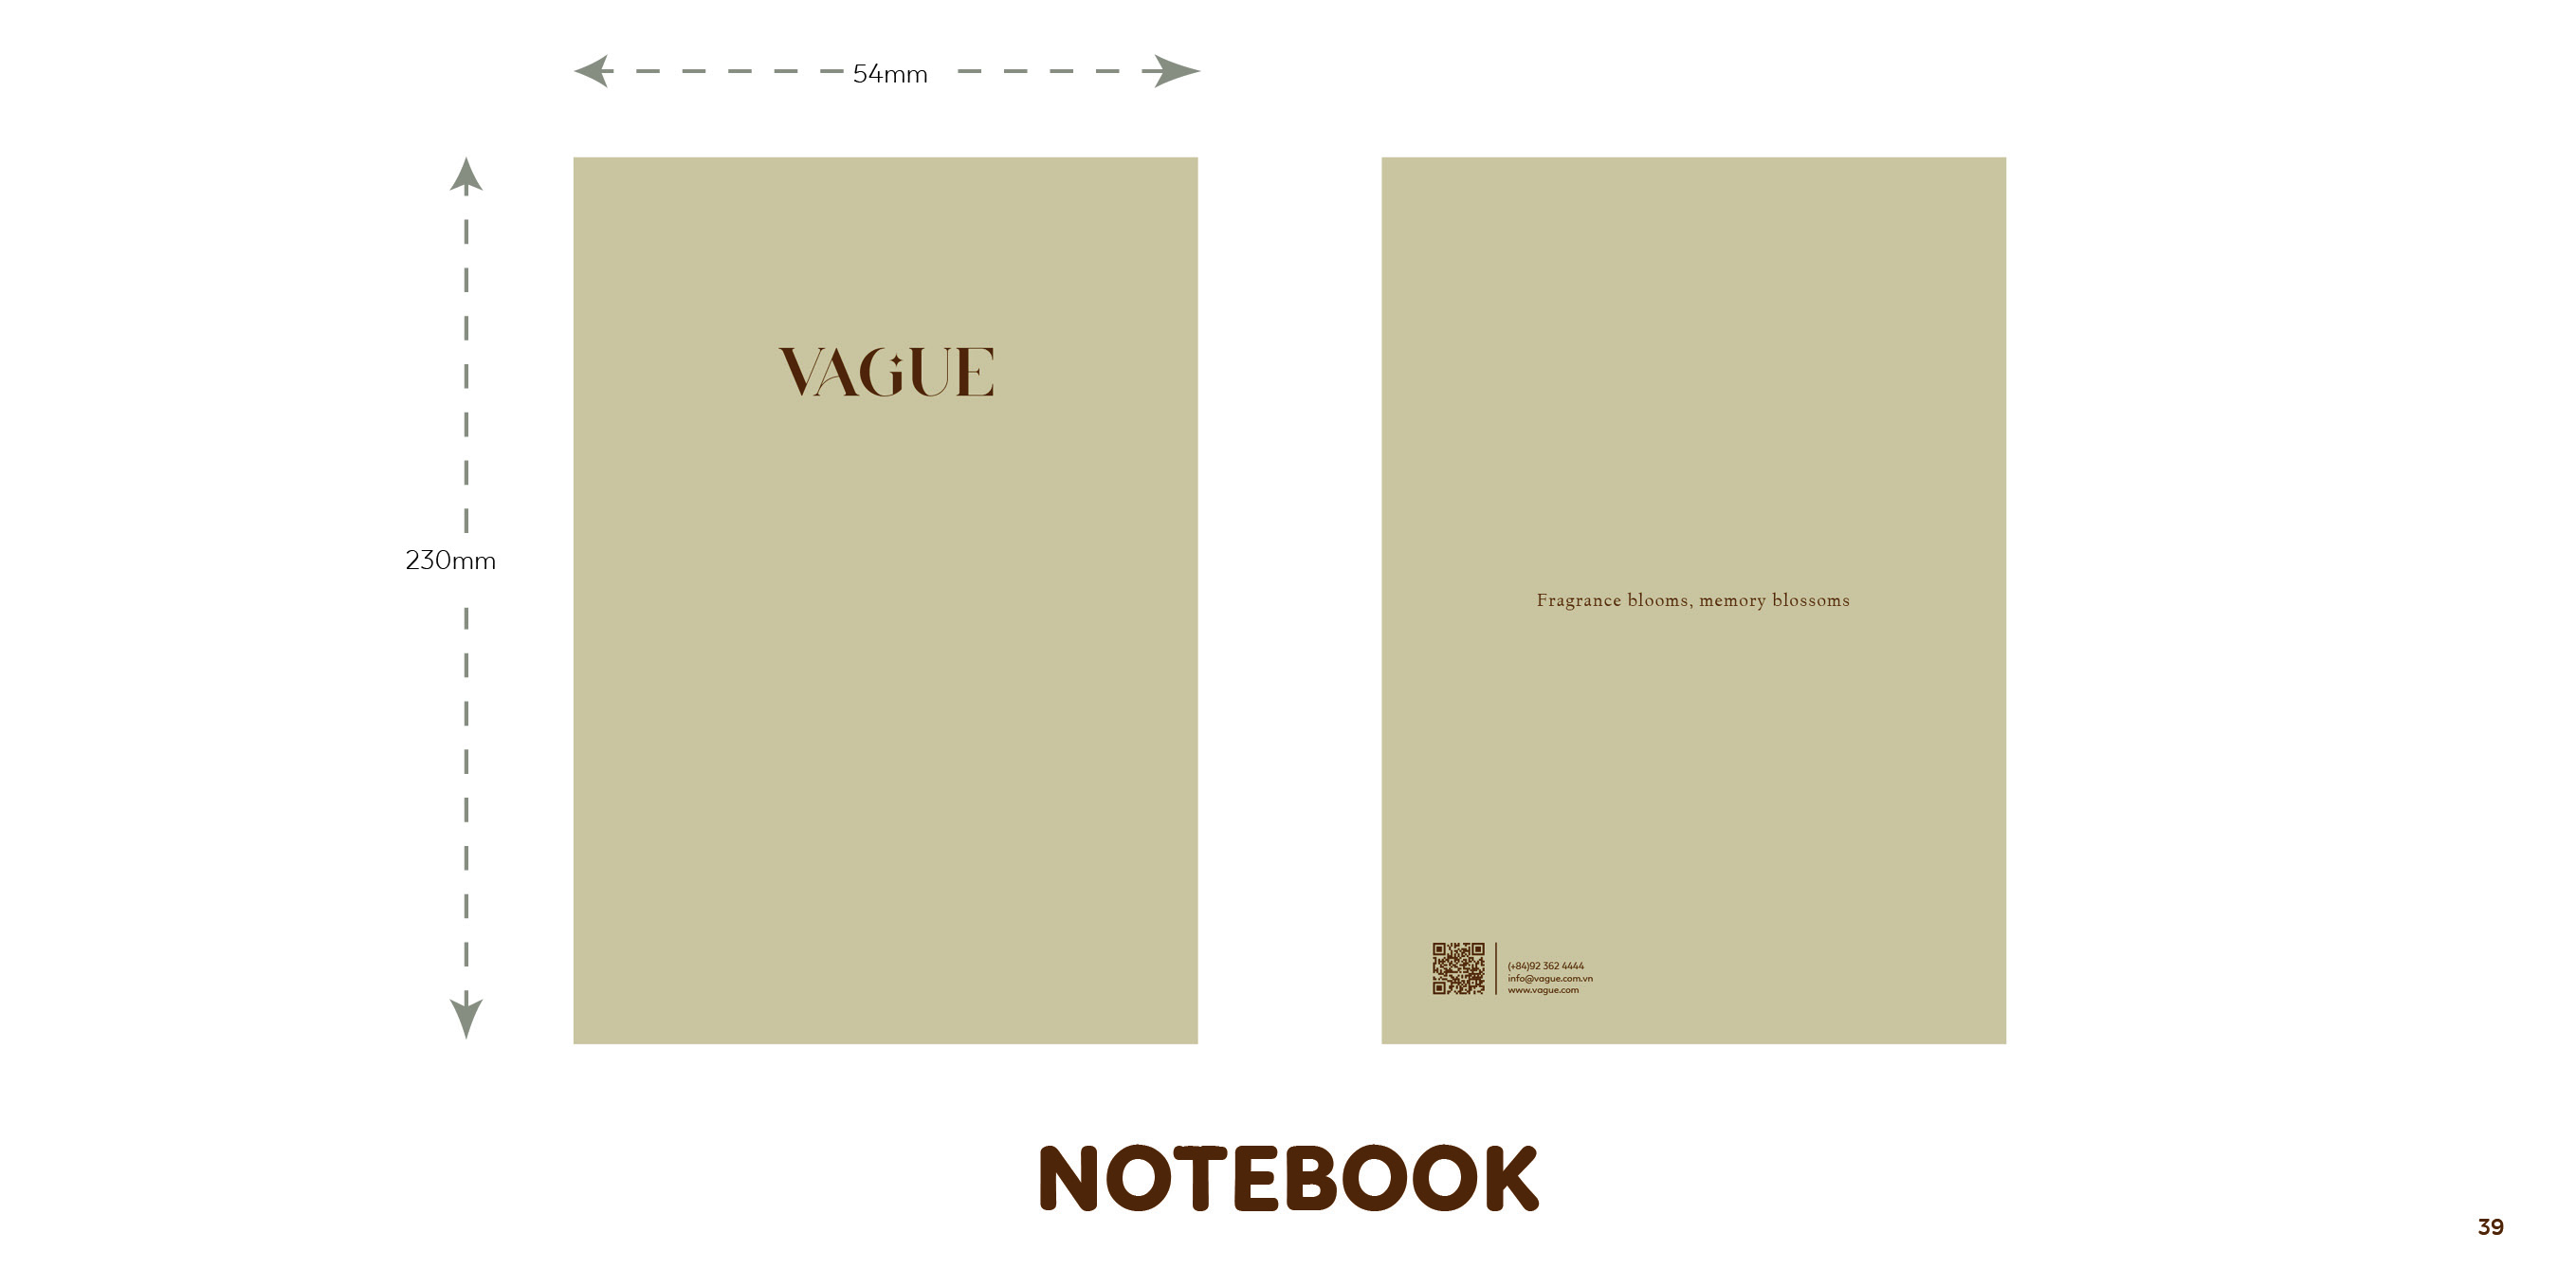 54mm
230mm
VAGUE
Fragrance blooms, memory blossoms
(+84)92 362 4444
info@vague.com.vn
www.vague.com
NOTEBOOK
39